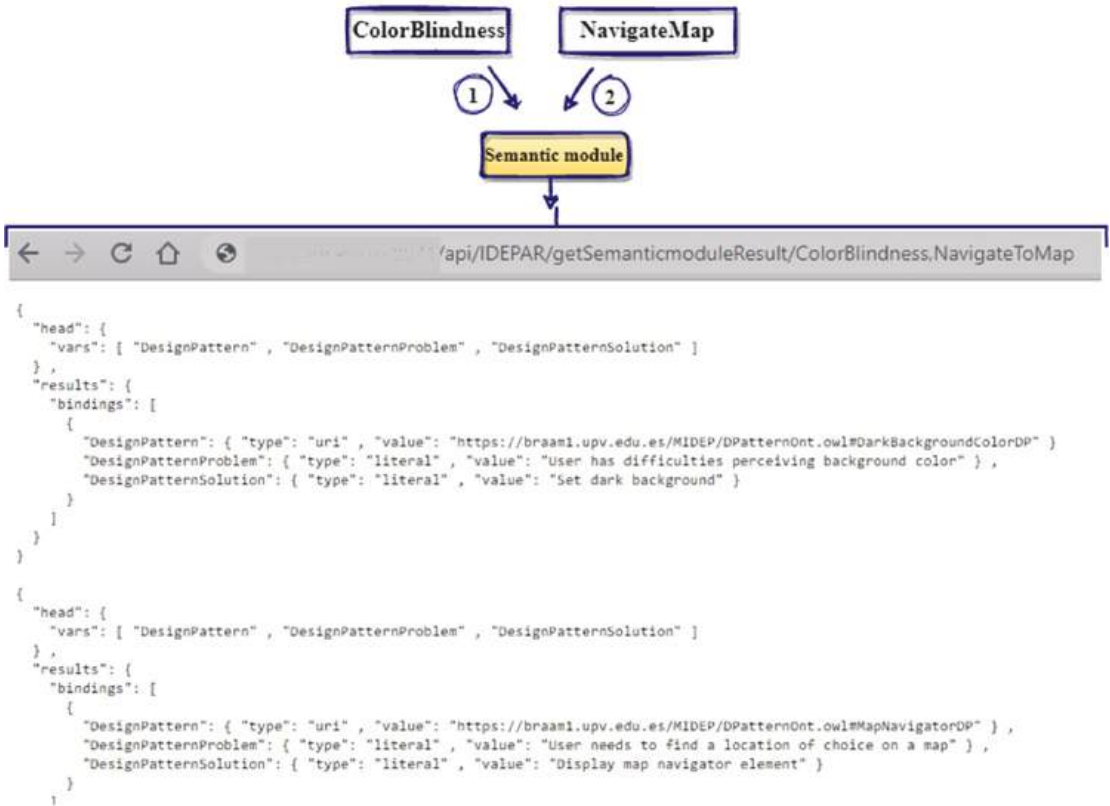 ColorBlindness NavigateMap
1 2
Semantic module
/api/IDEPAR/getSemanticmoduleResult/ColorBlindness,NavigateToMap
{
"head": {
"vars": [ "DesignPattern" , "DesignPatternProblem" , "DesignPatternSolution" ]
} ,
"results": {
"bindings": [
{
"DesignPattern": { "type": "uri" , "value": "https://braam1.upv.edu.es/MIDEP/DPatternOnt.owl#DarkBackgroundColorDP" }
"DesignPatternProblem": { "type": "literal" , "value": "User has difficulties perceiving background color" } ,
"DesignPatternSolution": { "type": "literal" , "value": "Set dark background" }
}
]
}
}
{
"head": {
"vars": [ "DesignPattern" , "DesignPatternProblem" , "DesignPatternSolution" ]
} ,
"results": {
"bindings": [
{
"DesignPattern": { "type": "uri" , "value": "https://braam1.upv.edu.es/MIDEP/DPatternOnt.owl#MapNavigatorDP" } ,
"DesignPatternProblem": { "type": "literal" , "value": "User needs to find a location of choice on a map" } ,
"DesignPatternSolution": { "type": "literal" , "value": "Display map navigator element" }
}
]